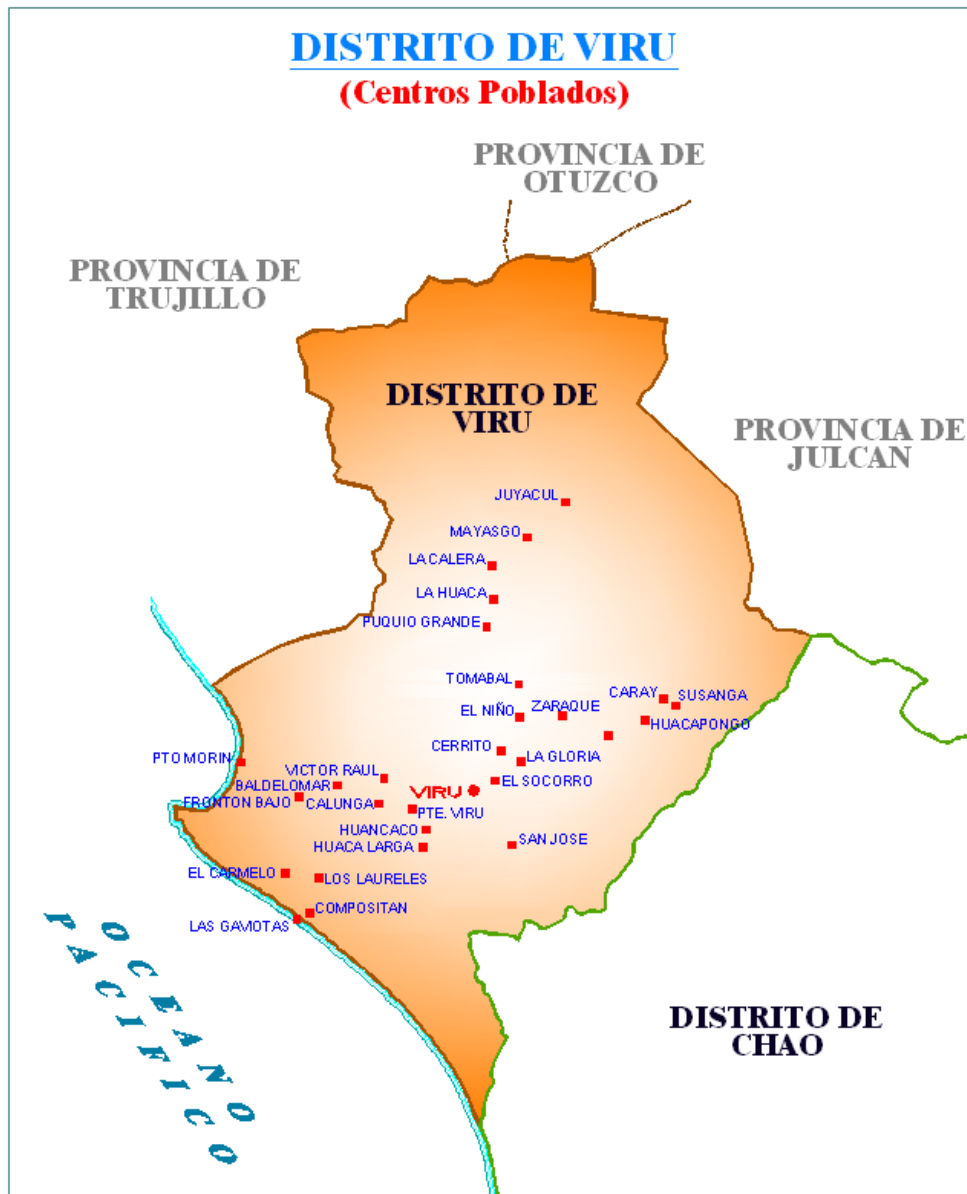 DISTRITO DE VIRU
(Centros Poblados)
PROVINCIA DE
OTUZCO
PROVINCIA DE
TRUJILLO
DISTRITO DE
VIRU
PROVINCIA DE
JULCAN
JUYACUL
MAYASGO
LA CALERA
LA HUACA
PUQUIO GRANDE
TOMABAL
CARAY
SUSANGA
EL NIÑO
ZARAQUE
HUACAPONGO
CERRITO
LA GLORIA
PTO MORIN
VICTOR RAUL
BALDELOMAR
EL SOCORRO
VIRU
FRONTON BAJO
CALUNGA
PTE. VIRU
HUANCACO
HUACA LARGA
SAN JOSE
EL CARMELO
LOS LAURELES
COMPOSITAN
LAS GAVIOTAS
OCEANO
PACIFICO
DISTRITO DE
CHAO